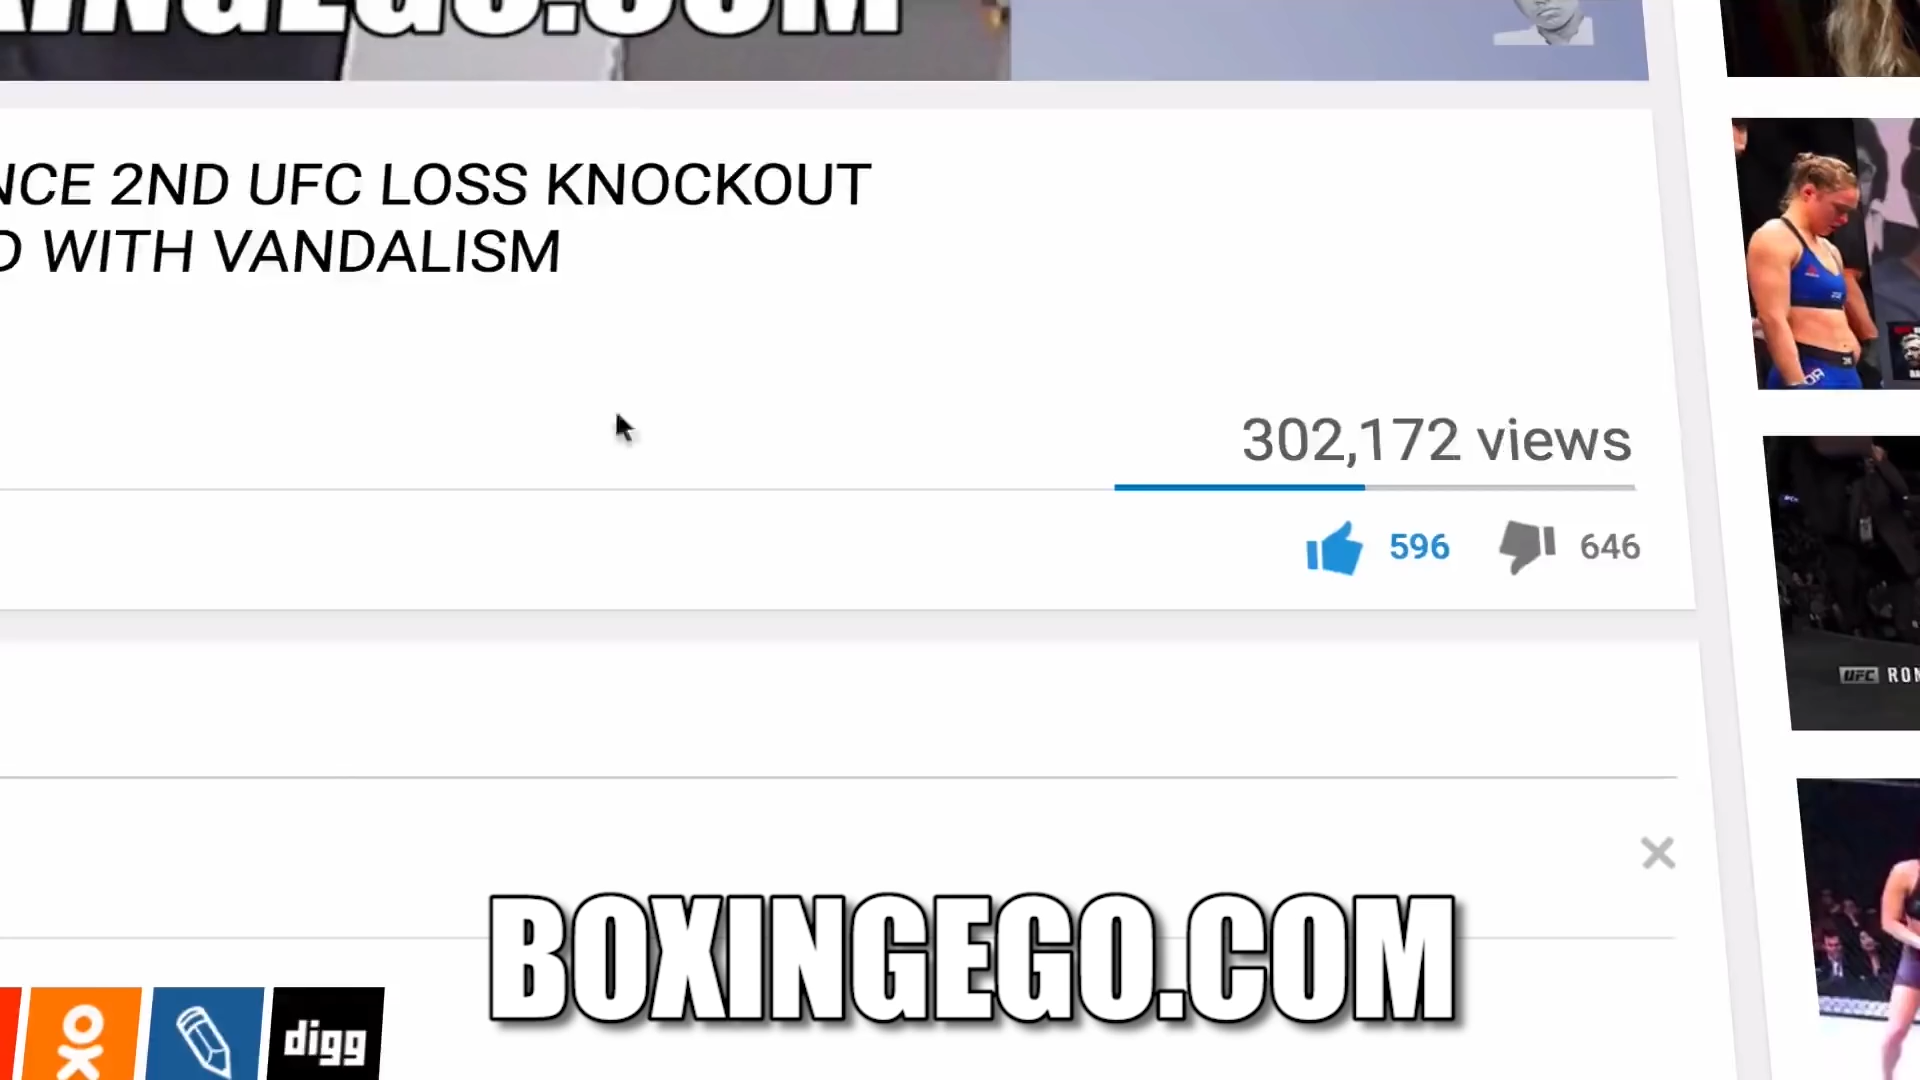 NCE 2ND UFC LOSS KNOCKOUT
D WITH VANDALISM
302,172 views
596
646
UFC
BOXINGEGO.COM
digg